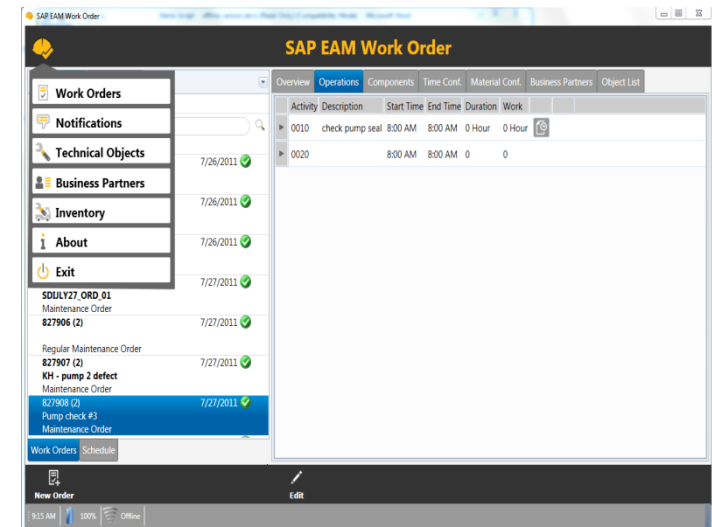 SAP EAM Work Order
SAP EAM Work Order
Work Orders
Notifications
Technical Objects
Business Partners
Inventory
About
Exit
7/26/2011
7/26/2011
7/26/2011
7/27/2011
SDIJLY27_ORD_01
Maintenance Order
827906 (2) 7/27/2011
Regular Maintenance Order
827907 (2) 7/27/2011
KH - pump 2 defect
Maintenance Order
827908 (2) 7/27/2011
Pump check #3
Maintenance Order
Work Orders Schedule
Overview Operations Components Time Conf. Material Conf. Business Partners Object List
Activity Description Start Time End Time Duration Work
0010 check pump seal 8:00 AM 8:00 AM 0 Hour 0 Hour
0020 8:00 AM 8:00 AM 0 0
New Order Edit
9:15 AM 100% Offline